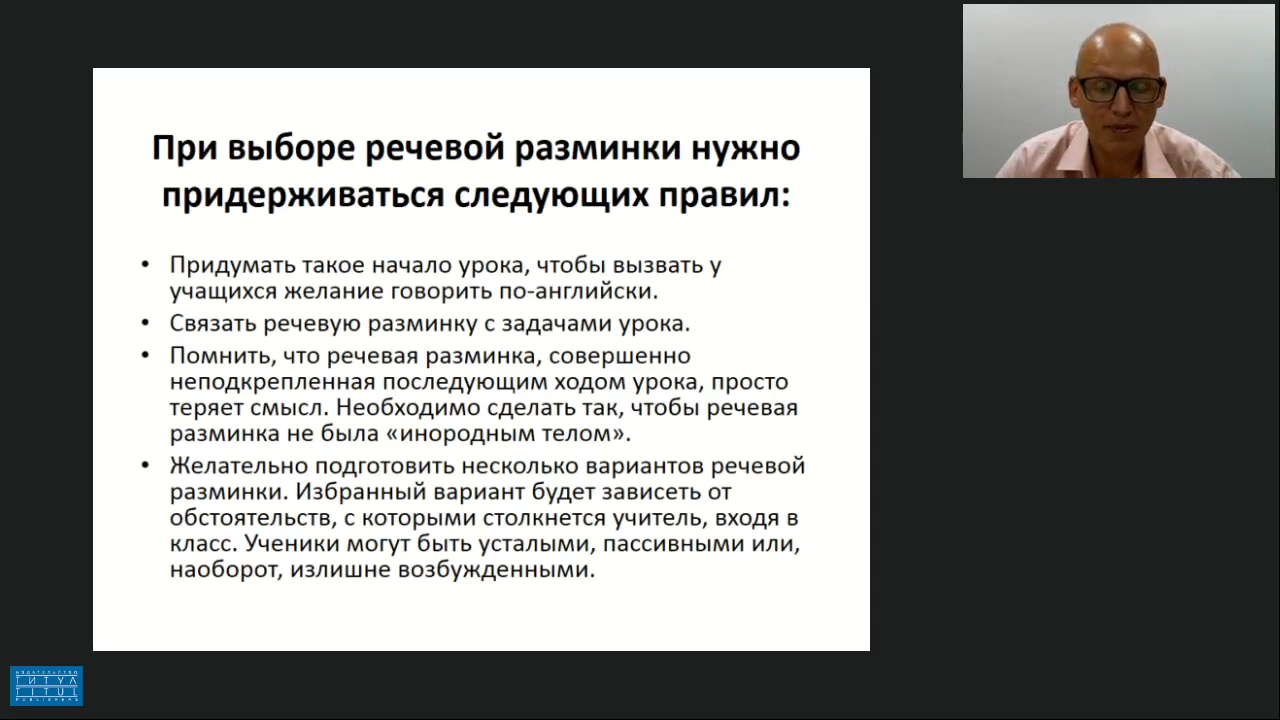 При выборе речевой разминки нужно
придерживаться следующих правил:
• Придумать такое начало урока, чтобы вызвать у
учащихся желание говорить по-английски.
• Связать речевую разминку с задачами урока.
• Помнить, что речевая разминка, совершенно
неподкрепленная последующим ходом урока, просто
теряет смысл. Необходимо сделать так, чтобы речевая
разминка не была «инородным телом».
• Желательно подготовить несколько вариантов речевой
разминки. Избранный вариант будет зависеть от
обстоятельств, с которыми столкнется учитель, входя в
класс. Ученики могут быть усталыми, пассивными или,
наоборот, излишне возбужденными.
ИЗДАТЕЛЬСТВО
ТИТУЛ
TITUL
PUBLISHERS